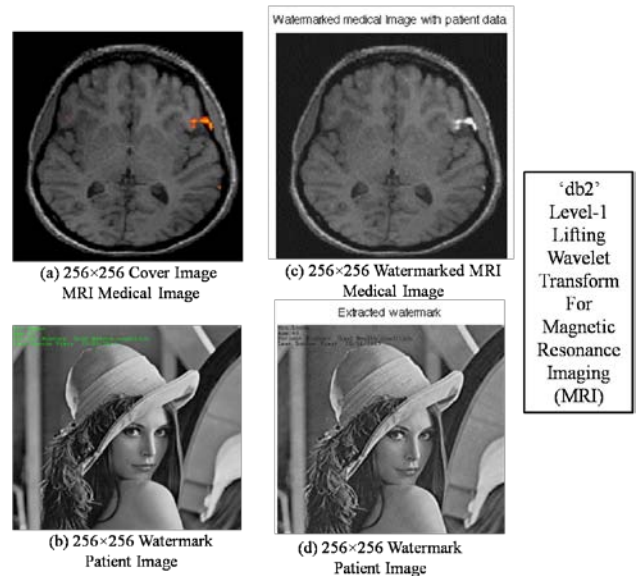 Watermarked medical image with patient data
(a) 256×256 Cover Image
MRI Medical Image
(c) 256×256 Watermarked MRI
Medical Image
Extracted watermark
(b) 256×256 Watermark
Patient Image
(d) 256×256 Watermark
Patient Image
‘db2’
Level-1
Lifting
Wavelet
Transform
For
Magnetic
Resonance
Imaging
(MRI)